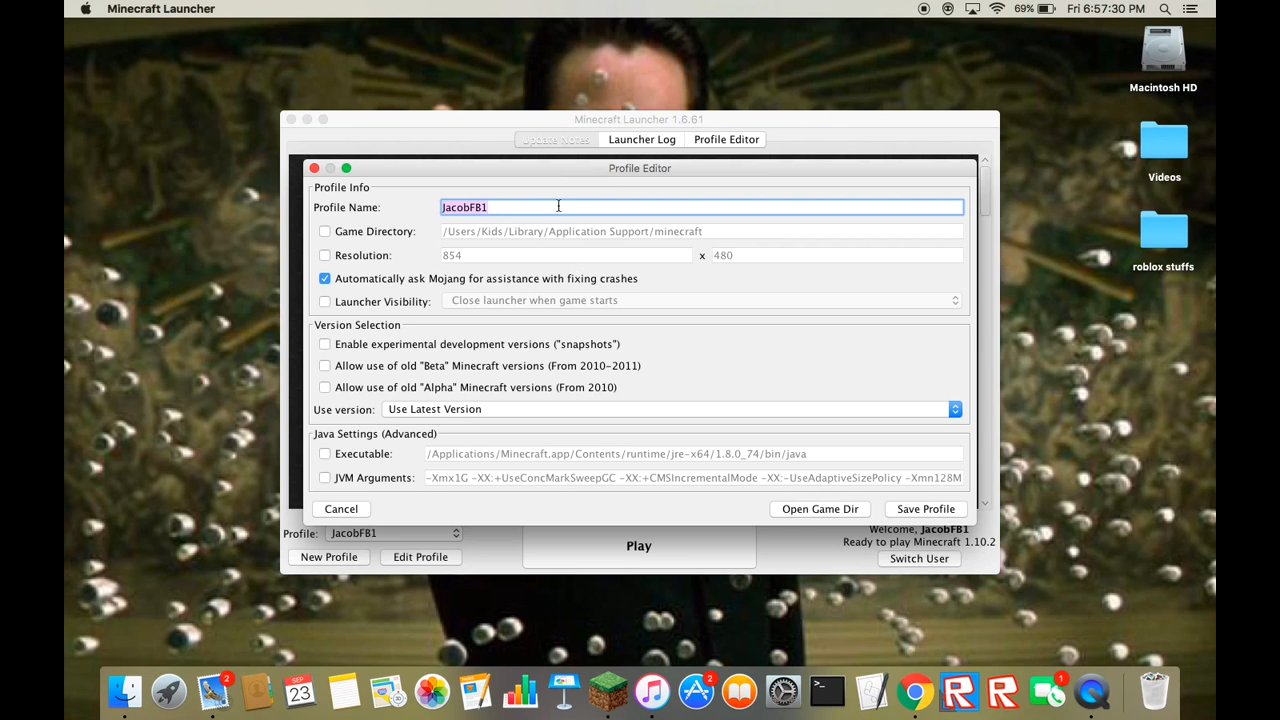 Minecraft Launcher
69%
Fri 6:57:30 PM
Macintosh HD
Videos
roblox stuffs
Minecraft Launcher 1.6.61
Update Notes
Launcher Log
Profile Editor
Profile Editor
Profile Info
Profile Name: JacobFB1
Game Directory: /Users/Kids/Library/Application Support/minecraft
Resolution: 854 x 480
Automatically ask Mojang for assistance with fixing crashes
Launcher Visibility: Close launcher when game starts
Version Selection
Enable experimental development versions ("snapshots")
Allow use of old "Beta" Minecraft versions (From 2010-2011)
Allow use of old "Alpha" Minecraft versions (From 2010)
Use version: Use Latest Version
Java Settings (Advanced)
Executable: /Applications/Minecraft.app/Contents/runtime/jre-x64/1.8.0_74/bin/java
JVM Arguments: -Xmx1G -XX:+UseConcMarkSweepGC -XX:+CMSIncrementalMode -XX:-UseAdaptiveSizePolicy -Xmn128M
Cancel
Open Game Dir
Save Profile
Profile: JacobFB1
New Profile
Edit Profile
Play
Welcome, JacobFB1
Ready to play Minecraft 1.10.2
Switch User
2
SEP
23
2
1